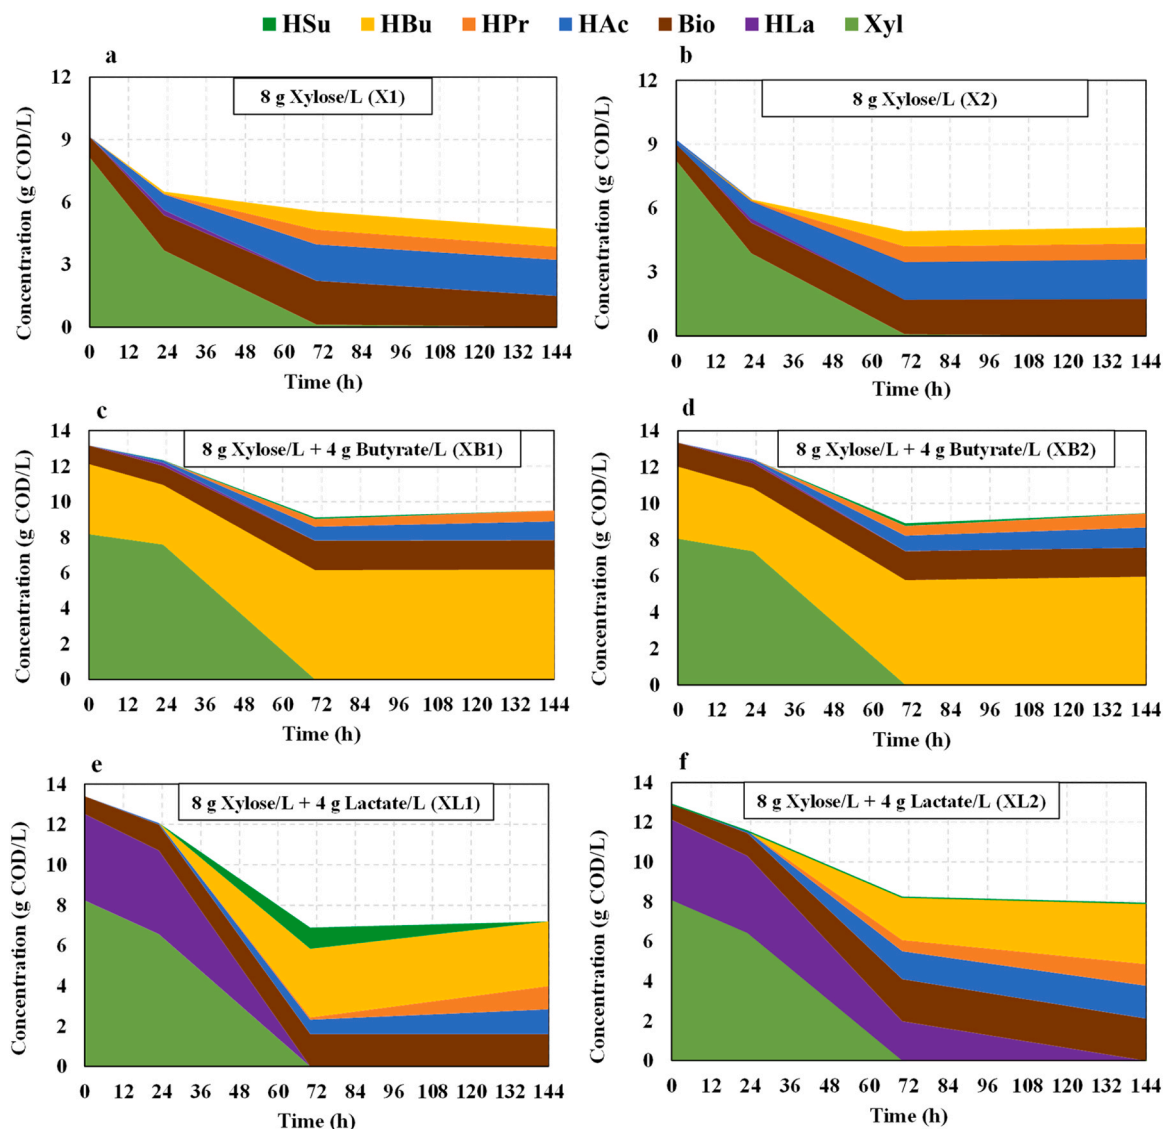 HSu HBu HPr HAc Bio HLa Xyl
a
8 g Xylose/L (X1)
Concentration (g COD/L)
12
9
6
3
0
0 12 24 36 48 60 72 84 96 108 120 132 144
Time (h)
b
8 g Xylose/L (X2)
Concentration (g COD/L)
12
9
6
3
0
0 12 24 36 48 60 72 84 96 108 120 132 144
Time (h)
c
8 g Xylose/L + 4 g Butyrate/L (XB1)
Concentration (g COD/L)
14
12
10
8
6
4
2
0
0 12 24 36 48 60 72 84 96 108 120 132 144
Time (h)
d
8 g Xylose/L + 4 g Butyrate/L (XB2)
Concentration (g COD/L)
14
12
10
8
6
4
2
0
0 12 24 36 48 60 72 84 96 108 120 132 144
Time (h)
e
8 g Xylose/L + 4 g Lactate/L (XL1)
Concentration (g COD/L)
14
12
10
8
6
4
2
0
0 12 24 36 48 60 72 84 96 108 120 132 144
Time (h)
f
8 g Xylose/L + 4 g Lactate/L (XL2)
Concentration (g COD/L)
14
12
10
8
6
4
2
0
0 12 24 36 48 60 72 84 96 108 120 132 144
Time (h)